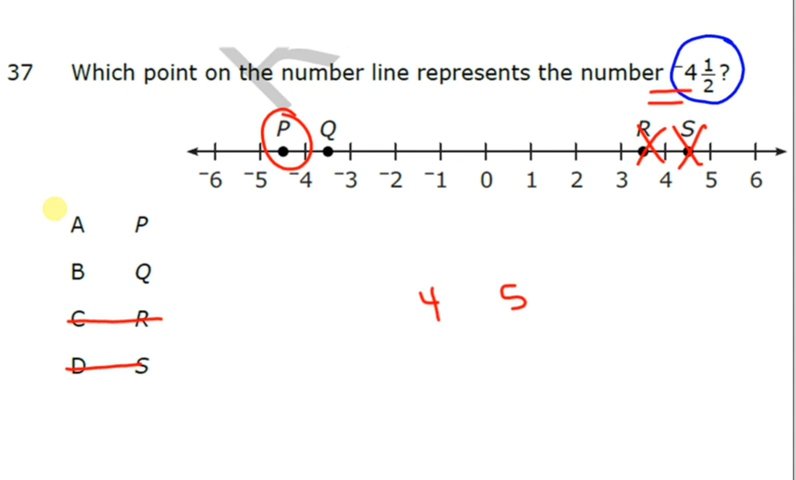 37 Which point on the number line represents the number ⁻4 1/2?
P Q R S
⁻6 ⁻5 ⁻4 ⁻3 ⁻2 ⁻1 0 1 2 3 4 5 6
A P
B Q
C R
D S
4 5